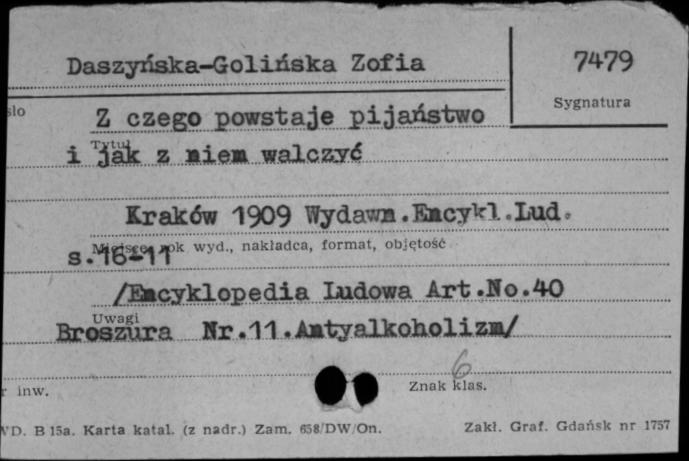 Daszyńska-Golińska Zofia
7479
Sygnatura
sło
Z czego powstaje pijaństwo
Tytuł
i jak z niem walczyć
Kraków 1909 Wydawn.Encykl.Lud.
Miejsce, rok wyd., nakładca, format, objętość
s.16-11
/Encyklopedia Ludowa Art.No.40
Uwagi
Broszura Nr.11.Antyalkoholizm/
6
r inw.
Znak klas.
WD. B 15a. Karta katal. (z nadr.) Zam. 658/DW/On.
Zakł. Graf. Gdańsk nr 1757